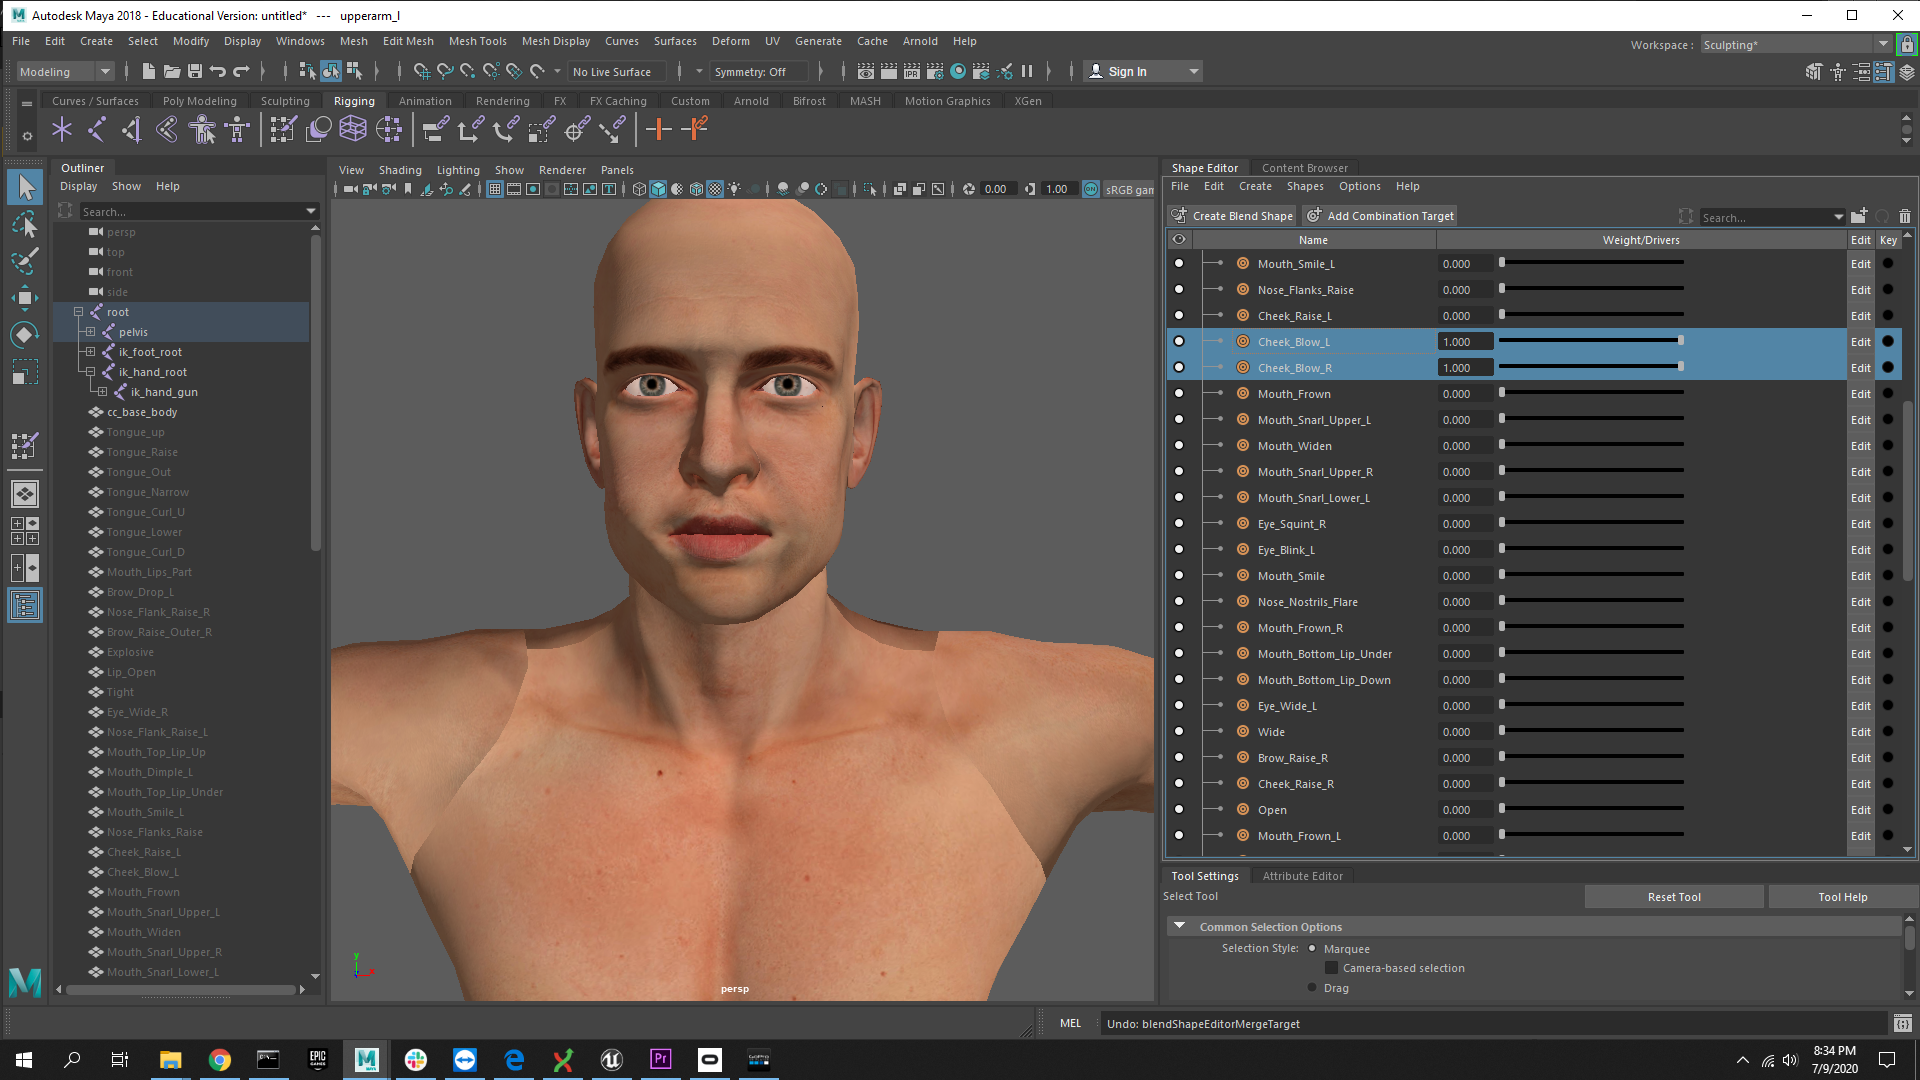 Autodesk Maya 2018 - Educational Version: untitled* --- upperarm_l
File Edit Create Select Modify Display Windows Mesh Edit Mesh Mesh Tools Mesh Display Curves Surfaces Deform UV Generate Cache Arnold Help
Workspace : Sculpting*
Modeling No Live Surface Symmetry: Off IPR Sign In
Curves / Surfaces Poly Modeling Sculpting Rigging Animation Rendering FX FX Caching Custom Arnold Bifrost MASH Motion Graphics XGen
Outliner
Display Show Help
Search...
persp
top
front
side
root
pelvis
ik_foot_root
ik_hand_root
ik_hand_gun
cc_base_body
Tongue_up
Tongue_Raise
Tongue_Out
Tongue_Narrow
Tongue_Curl_U
Tongue_Lower
Tongue_Curl_D
Mouth_Lips_Part
Brow_Drop_L
Nose_Flank_Raise_R
Brow_Raise_Outer_R
Explosive
Lip_Open
Tight
Eye_Wide_R
Nose_Flank_Raise_L
Mouth_Top_Lip_Up
Mouth_Dimple_L
Mouth_Top_Lip_Under
Mouth_Smile_L
Nose_Flanks_Raise
Cheek_Raise_L
Cheek_Blow_L
Mouth_Frown
Mouth_Snarl_Upper_L
Mouth_Widen
Mouth_Snarl_Upper_R
Mouth_Snarl_Lower_L
View Shading Lighting Show Renderer Panels
0.00 1.00 ON sRGB gam
y
x
persp
Shape Editor Content Browser
File Edit Create Shapes Options Help
Create Blend Shape Add Combination Target Search...
Name Weight/Drivers Edit Key
Mouth_Smile_L 0.000 Edit
Nose_Flanks_Raise 0.000 Edit
Cheek_Raise_L 0.000 Edit
Cheek_Blow_L 1.000 Edit
Cheek_Blow_R 1.000 Edit
Mouth_Frown 0.000 Edit
Mouth_Snarl_Upper_L 0.000 Edit
Mouth_Widen 0.000 Edit
Mouth_Snarl_Upper_R 0.000 Edit
Mouth_Snarl_Lower_L 0.000 Edit
Eye_Squint_R 0.000 Edit
Eye_Blink_L 0.000 Edit
Mouth_Smile 0.000 Edit
Nose_Nostrils_Flare 0.000 Edit
Mouth_Frown_R 0.000 Edit
Mouth_Bottom_Lip_Under 0.000 Edit
Mouth_Bottom_Lip_Down 0.000 Edit
Eye_Wide_L 0.000 Edit
Wide 0.000 Edit
Brow_Raise_R 0.000 Edit
Cheek_Raise_R 0.000 Edit
Open 0.000 Edit
Mouth_Frown_L 0.000 Edit
Tool Settings Attribute Editor
Select Tool Reset Tool Tool Help
Common Selection Options
Selection Style: Marquee
Camera-based selection
Drag
MEL Undo: blendShapeEditorMergeTarget
EPIC GAMES M MAYA Pr GoPro
8:34 PM
7/9/2020